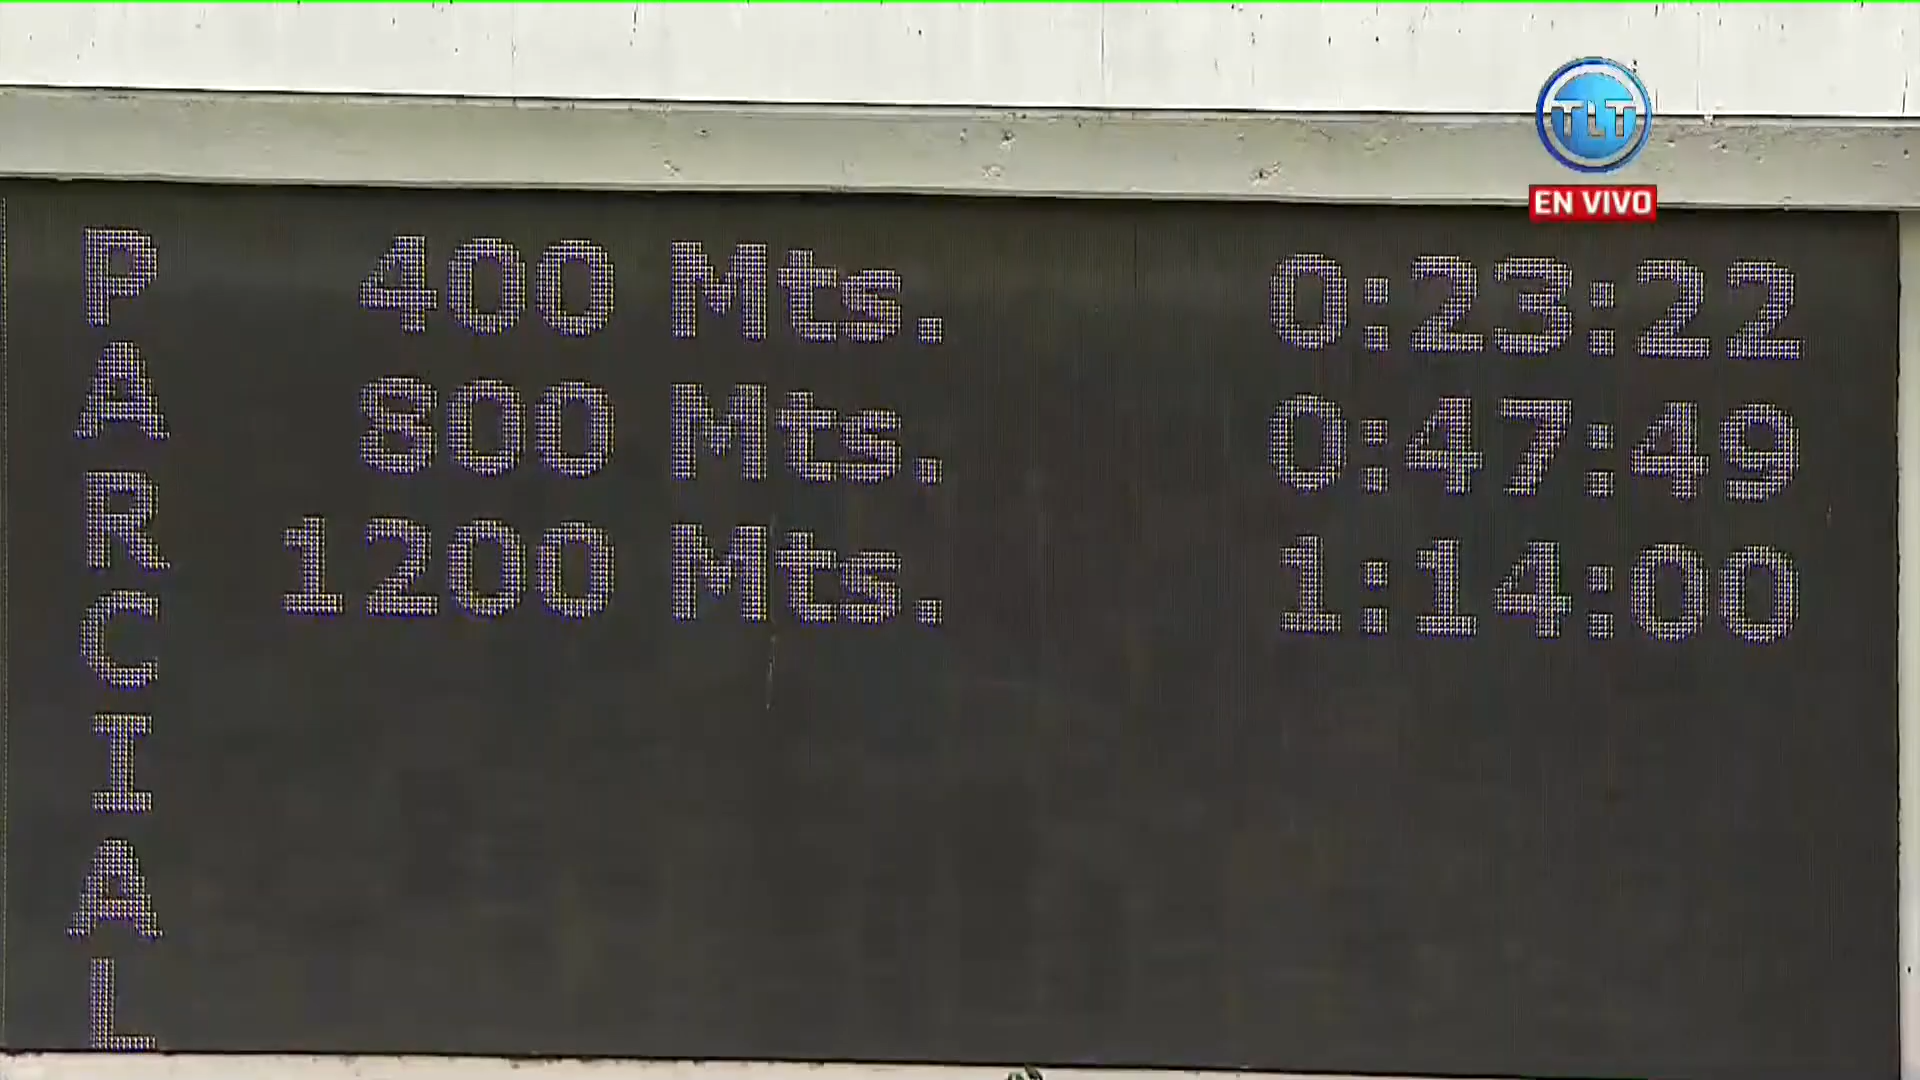 TLT
EN VIVO
PARCIAL
400 Mts. 0:23:22
800 Mts. 0:47:49
1200 Mts. 1:14:00